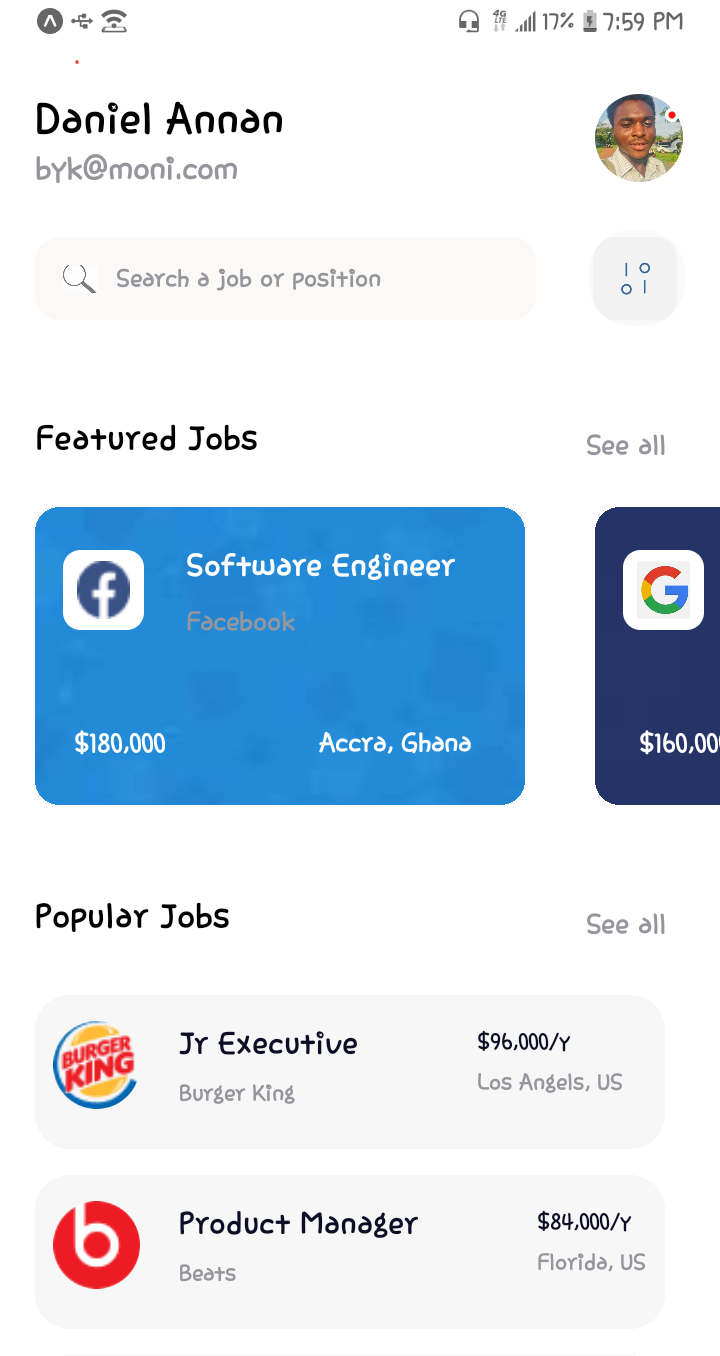 4G
LTE
17%
7:59 PM
Daniel Annan
byk@moni.com
Search a job or position
Featured Jobs
See all
Software Engineer
Facebook
$180,000
Accra, Ghana
$160,00
Popular Jobs
See all
BURGER
KING
Jr Executive
$96,000/Y
Burger King
Los Angels, US
Product Manager
$84,000/Y
Beats
Florida, US